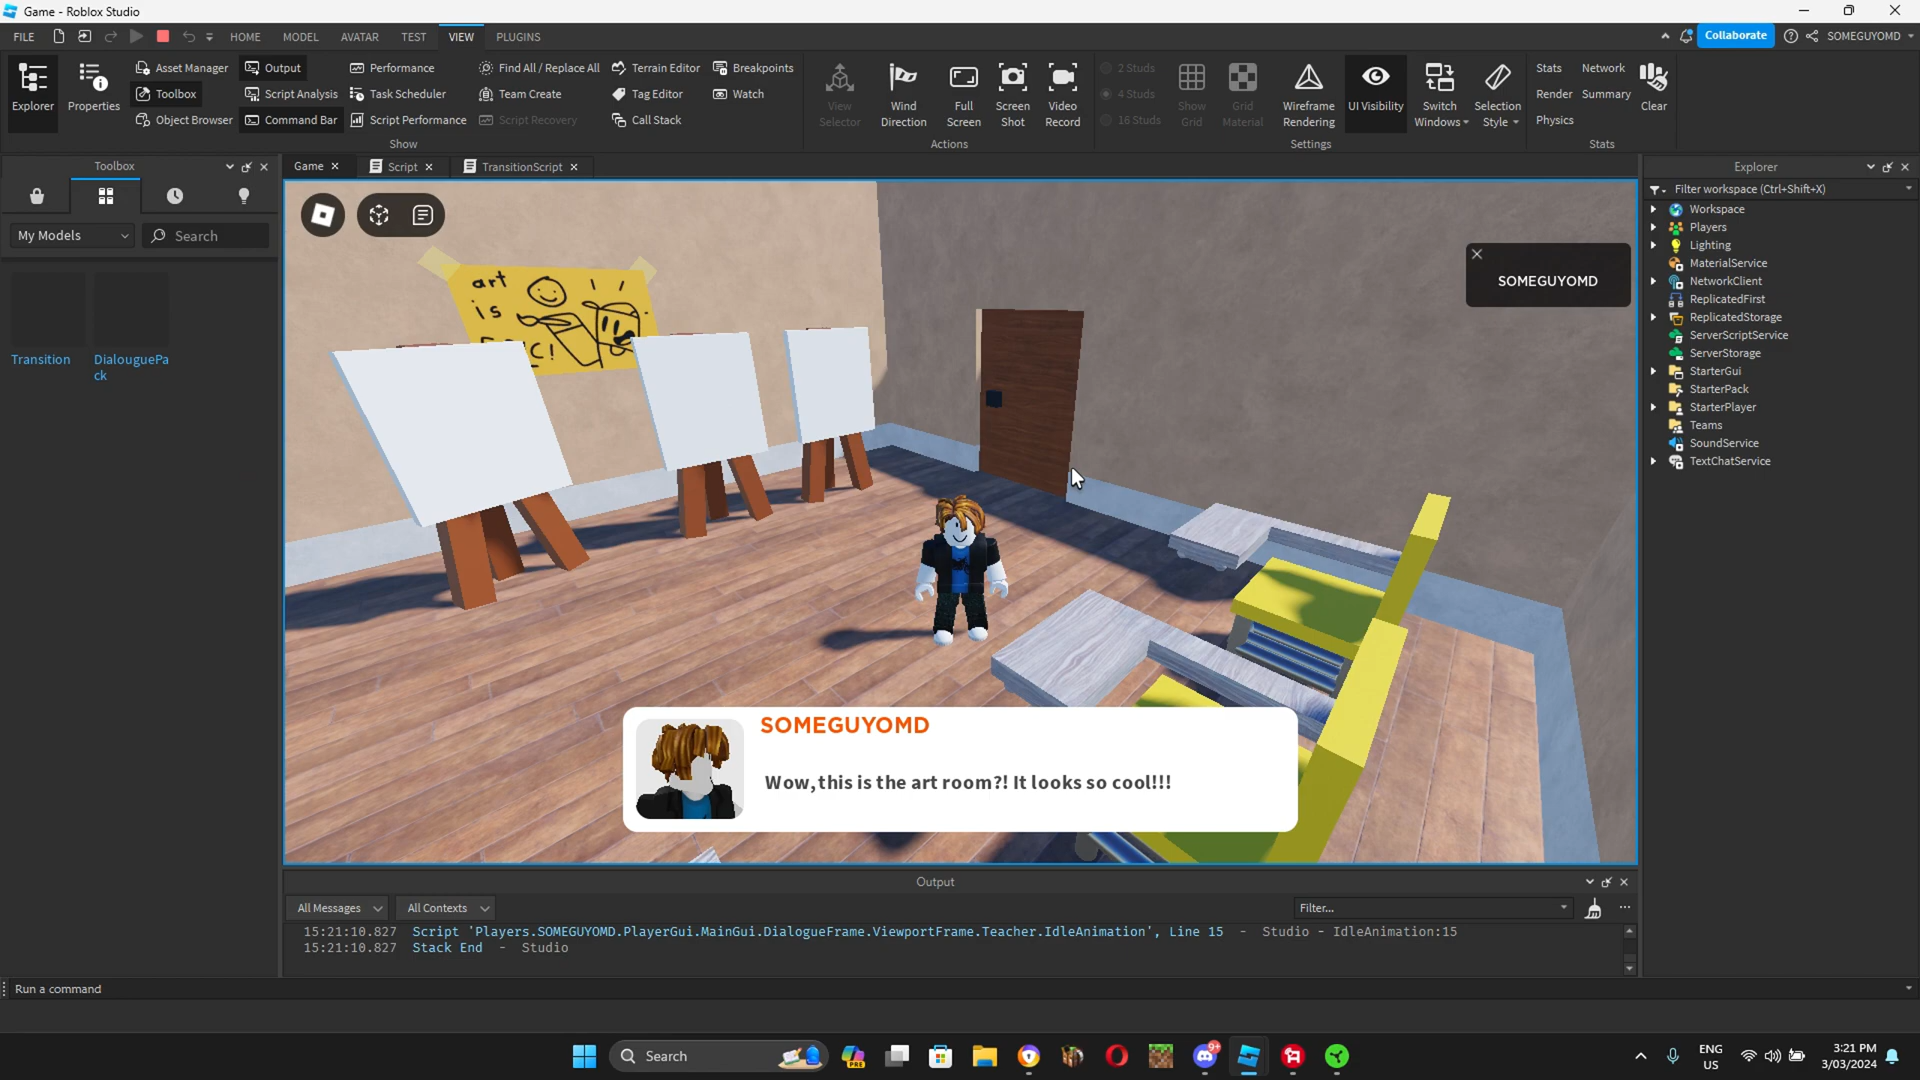 Game - Roblox Studio
FILE HOME MODEL AVATAR TEST VIEW PLUGINS Collaborate SOMEGUYOMD
Explorer
Properties
Asset Manager
Toolbox
Object Browser
Output
Script Analysis
Command Bar
Performance
Task Scheduler
Script Performance
Find All / Replace All
Team Create
Script Recovery
Terrain Editor
Tag Editor
Call Stack
Breakpoints
Watch
Show
View
Selector
Wind
Direction
Full
Screen
Screen
Shot
Video
Record
Actions
2 Studs
4 Studs
16 Studs
Show
Grid
Grid
Material
Wireframe
Rendering
UI Visibility
Switch
Windows
Selection
Style
Settings
Stats
Render
Physics
Network
Summary
Clear
Stats
Toolbox
My Models
Search
Transition
DialouguePa
ck
Game
Script
TransitionScript
art
is
SOMEGUYOMD
SOMEGUYOMD
Wow,this is the art room?! It looks so cool!!!
Explorer
Filter workspace (Ctrl+Shift+X)
Workspace
Players
Lighting
MaterialService
NetworkClient
ReplicatedFirst
ReplicatedStorage
ServerScriptService
ServerStorage
StarterGui
StarterPack
StarterPlayer
Teams
SoundService
TextChatService
Output
All Messages
All Contexts
Filter...
15:21:10.827 Script 'Players.SOMEGUYOMD.PlayerGui.MainGui.DialogueFrame.ViewportFrame.Teacher.IdleAnimation', Line 15 - Studio - IdleAnimation:15
15:21:10.827 Stack End - Studio
Run a command
Search
PRE
9+
ENG
US
3:21 PM
3/03/2024